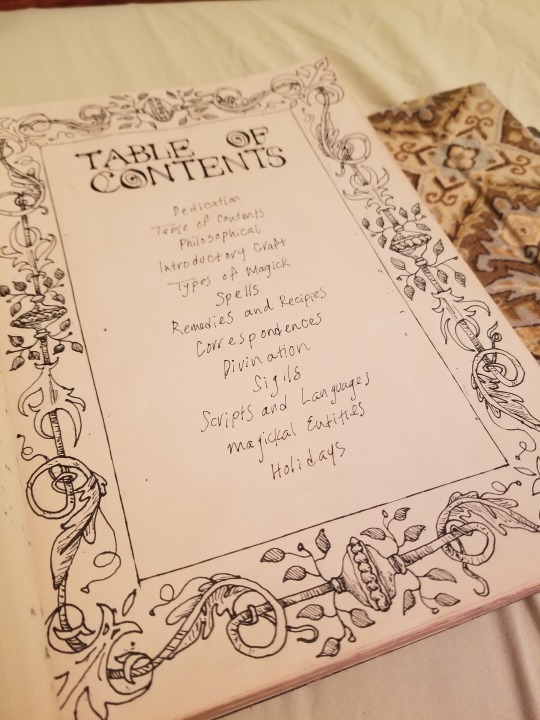 TABLE OF
CONTENTS
Dedication
Table of Contents
Philosophical
Introductory Craft
Types of Magick
Spells
Remedies and Recipies
Correspondences
Divination
Sigils
Scripts and Languages
magickal Entities
Holidays